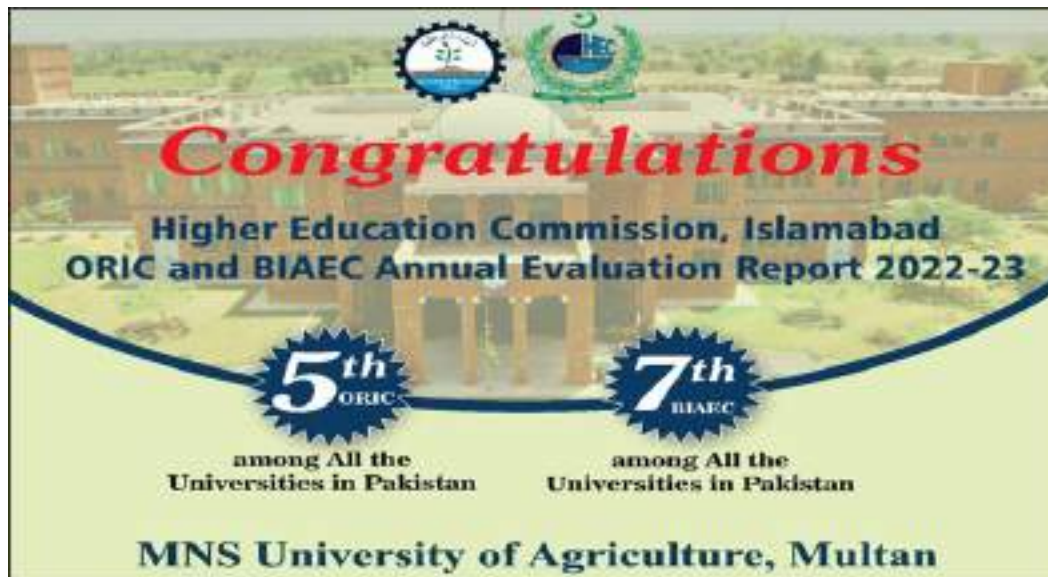 HEC
Congratulations
Higher Education Commission, Islamabad
ORIC and BIAEC Annual Evaluation Report 2022-23
5th ORIC
7th BIAEC
among All the
Universities in Pakistan
among All the
Universities in Pakistan
MNS University of Agriculture, Multan